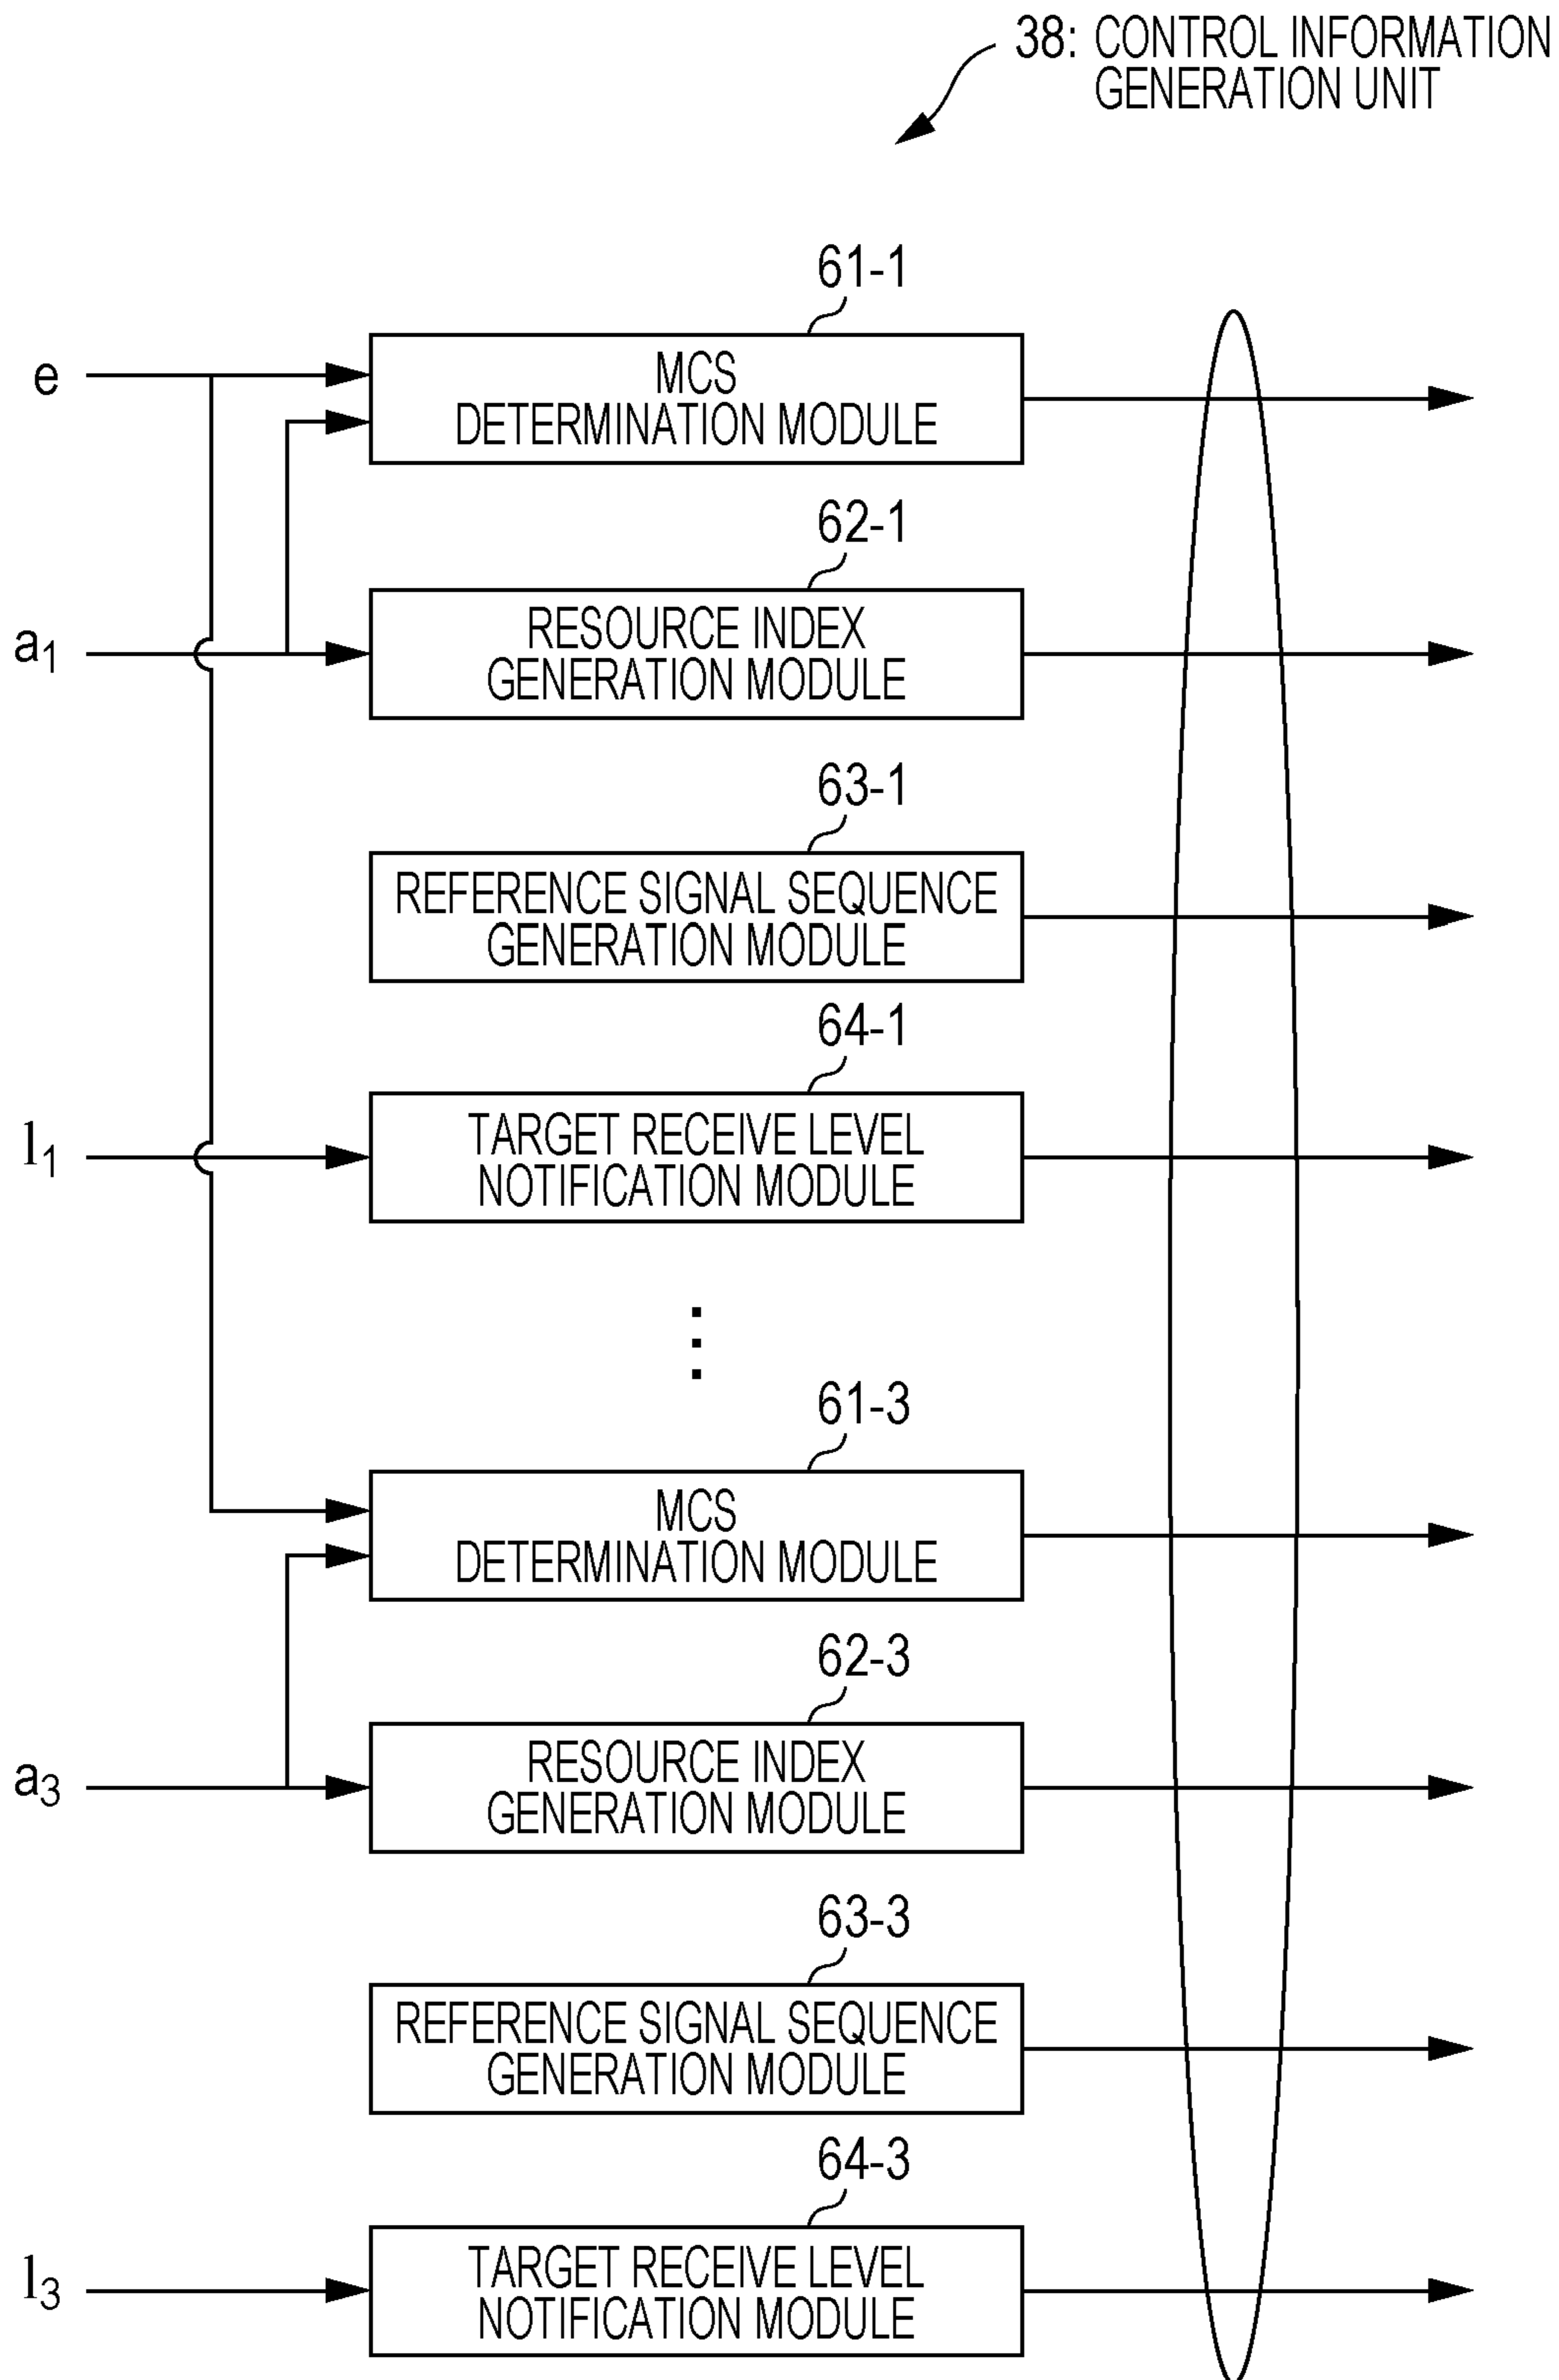 38: CONTROL INFORMATION
GENERATION UNIT
61-1
e
MCS
DETERMINATION MODULE
62-1
a1
RESOURCE INDEX
GENERATION MODULE
63-1
REFERENCE SIGNAL SEQUENCE
GENERATION MODULE
64-1
l1
TARGET RECEIVE LEVEL
NOTIFICATION MODULE
61-3
MCS
DETERMINATION MODULE
62-3
a3
RESOURCE INDEX
GENERATION MODULE
63-3
REFERENCE SIGNAL SEQUENCE
GENERATION MODULE
64-3
l3
TARGET RECEIVE LEVEL
NOTIFICATION MODULE